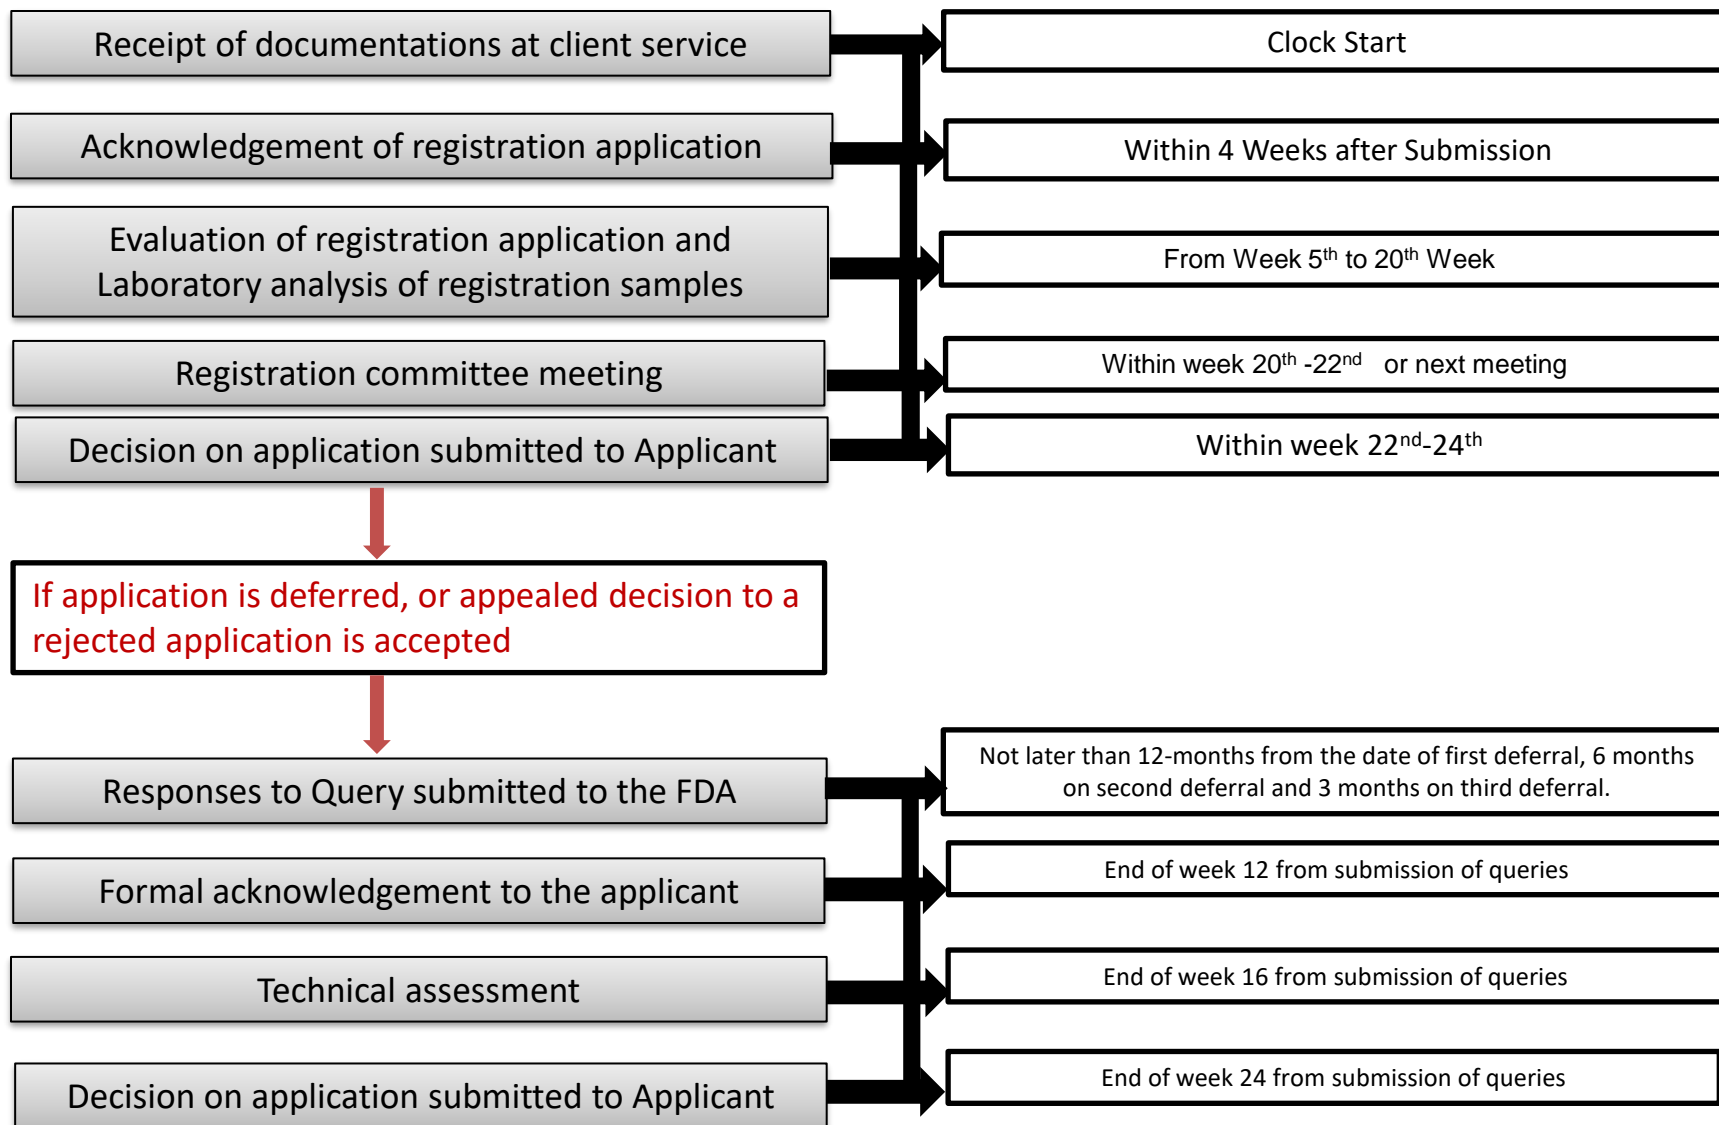 Receipt of documentations at client service
Clock Start
Acknowledgement of registration application
Within 4 Weeks after Submission
Evaluation of registration application and
Laboratory analysis of registration samples
From Week 5th to 20th Week
Registration committee meeting
Within week 20th -22nd or next meeting
Decision on application submitted to Applicant
Within week 22nd-24th
If application is deferred, or appealed decision to a
rejected application is accepted
Responses to Query submitted to the FDA
Not later than 12-months from the date of first deferral, 6 months
on second deferral and 3 months on third deferral.
Formal acknowledgement to the applicant
End of week 12 from submission of queries
Technical assessment
End of week 16 from submission of queries
Decision on application submitted to Applicant
End of week 24 from submission of queries